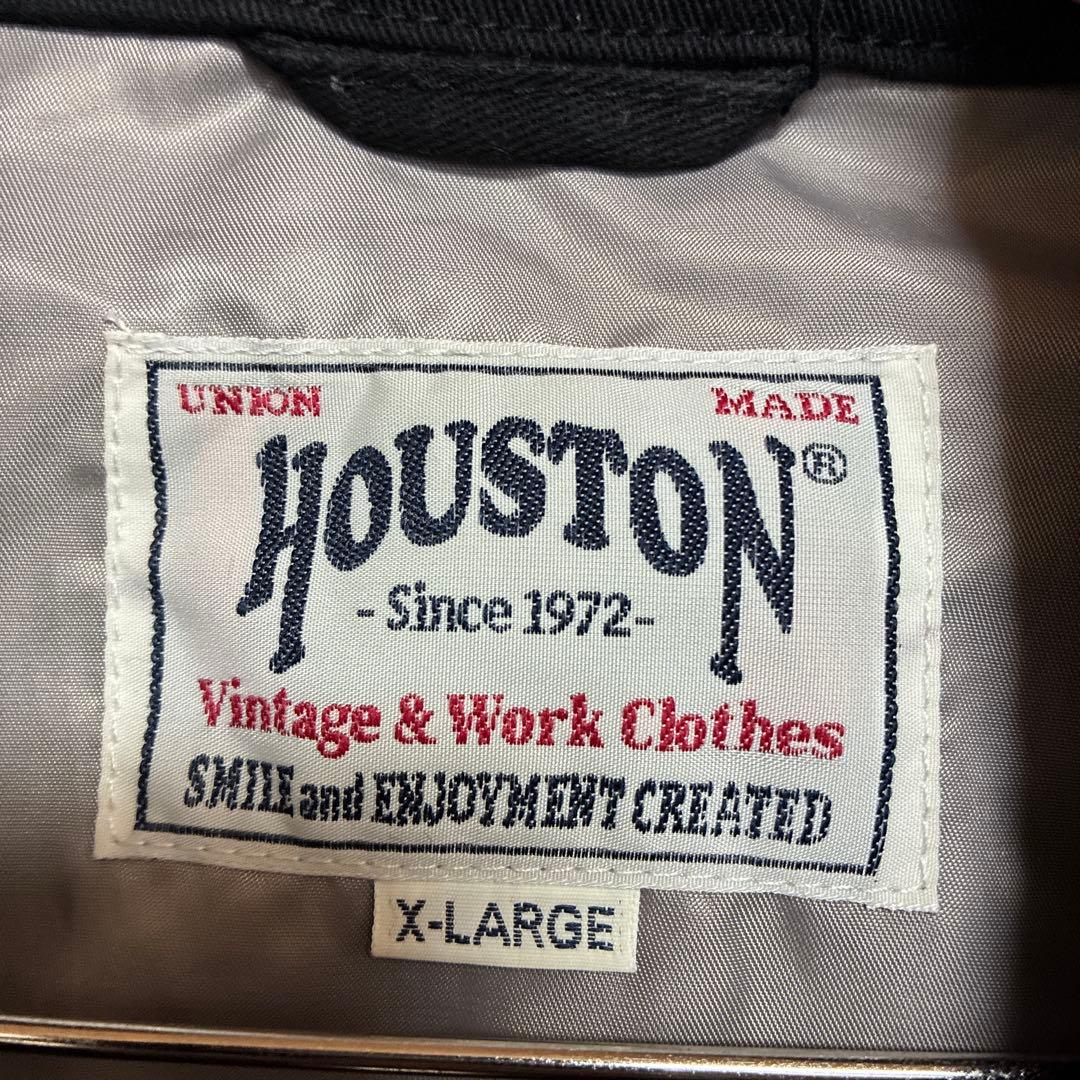 UNION MADE
HOUSTON®
- Since 1972-
Vintage & Work Clothes
SMILE and ENJOYMENT CREATED
X-LARGE